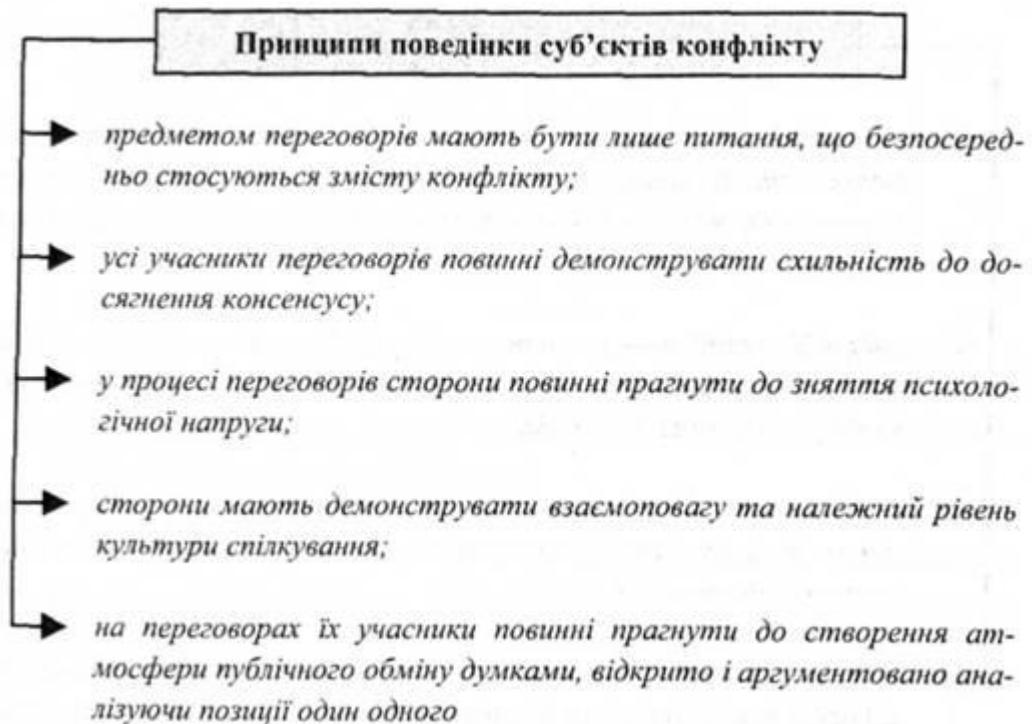 Принципи поведінки суб’єктів конфлікту
предметом переговорів мають бути лише питання, що безпосеред-
ньо стосуються змісту конфлікту;
усі учасники переговорів повинні демонструвати схильність до до-
сягнення консенсусу;
у процесі переговорів сторони повинні прагнути до зняття психоло-
гічної напруги;
сторони мають демонструвати взаємоповагу та належний рівень
культури спілкування;
на переговорах їх учасники повинні прагнути до створення ат-
мосфери публічного обміну думками, відкрито і аргументовано ана-
лізуючи позиції один одного